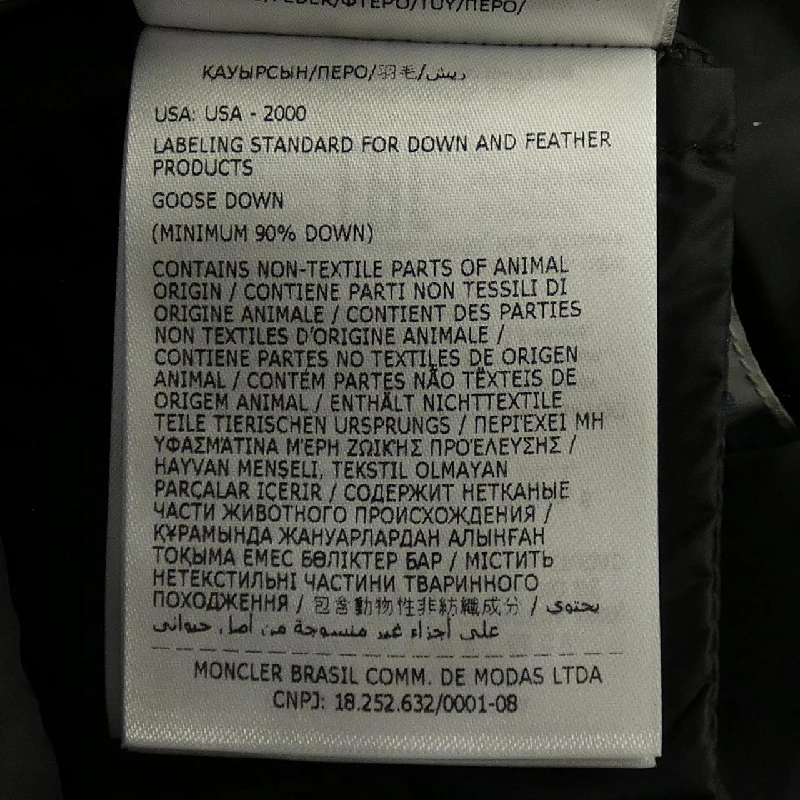 ФТЕРО/TÜY/ПЕРО/
ҚАУЫРСЫН/ПЕРО/羽毛/ريش
USA: USA - 2000
LABELING STANDARD FOR DOWN AND FEATHER
PRODUCTS
GOOSE DOWN
(MINIMUM 90% DOWN)
CONTAINS NON-TEXTILE PARTS OF ANIMAL
ORIGIN / CONTIENE PARTI NON TESSILI DI
ORIGINE ANIMALE / CONTIENT DES PARTIES
NON TEXTILES D'ORIGINE ANIMALE /
CONTIENE PARTES NO TEXTILES DE ORIGEN
ANIMAL / CONTÉM PARTES NÃO TËXTEIS DE
ORIGEM ANIMAL / ENTHÄLT NICHTTEXTILE
TEILE TIERISCHEN URSPRUNGS / ΠΕΡΙΈΧΕΙ ΜΗ
ΥΦΑΣΜΆΤΙΝΑ ΜΈΡΗ ΖΩΙΚΉΣ ΠΡΟΈΛΕΥΣΗΣ /
HAYVAN MENŞELİ, TEKSTIL OLMAYAN
PARÇALAR İÇERİR / СОДЕРЖИТ НЕТКАНЫЕ
ЧАСТИ ЖИВОТНОГО ПРОИСХОЖДЕНИЯ /
ҚҰРАМЫНДА ЖАНУАРЛАРДАН АЛЫНҒАН
ТОҚЫМА ЕМЕС БӨЛІКТЕР БАР / МІСТИТЬ
НЕТЕКСТИЛЬНІ ЧАСТИНИ ТВАРИННОГО
ПОХОДЖЕННЯ / 包含動物性非紡織成分 / يحتوي
على أجزاء غير منسوجة من أصل حيواني
MONCLER BRASIL COMM. DE MODAS LTDA
CNPJ: 18.252.632/0001-08